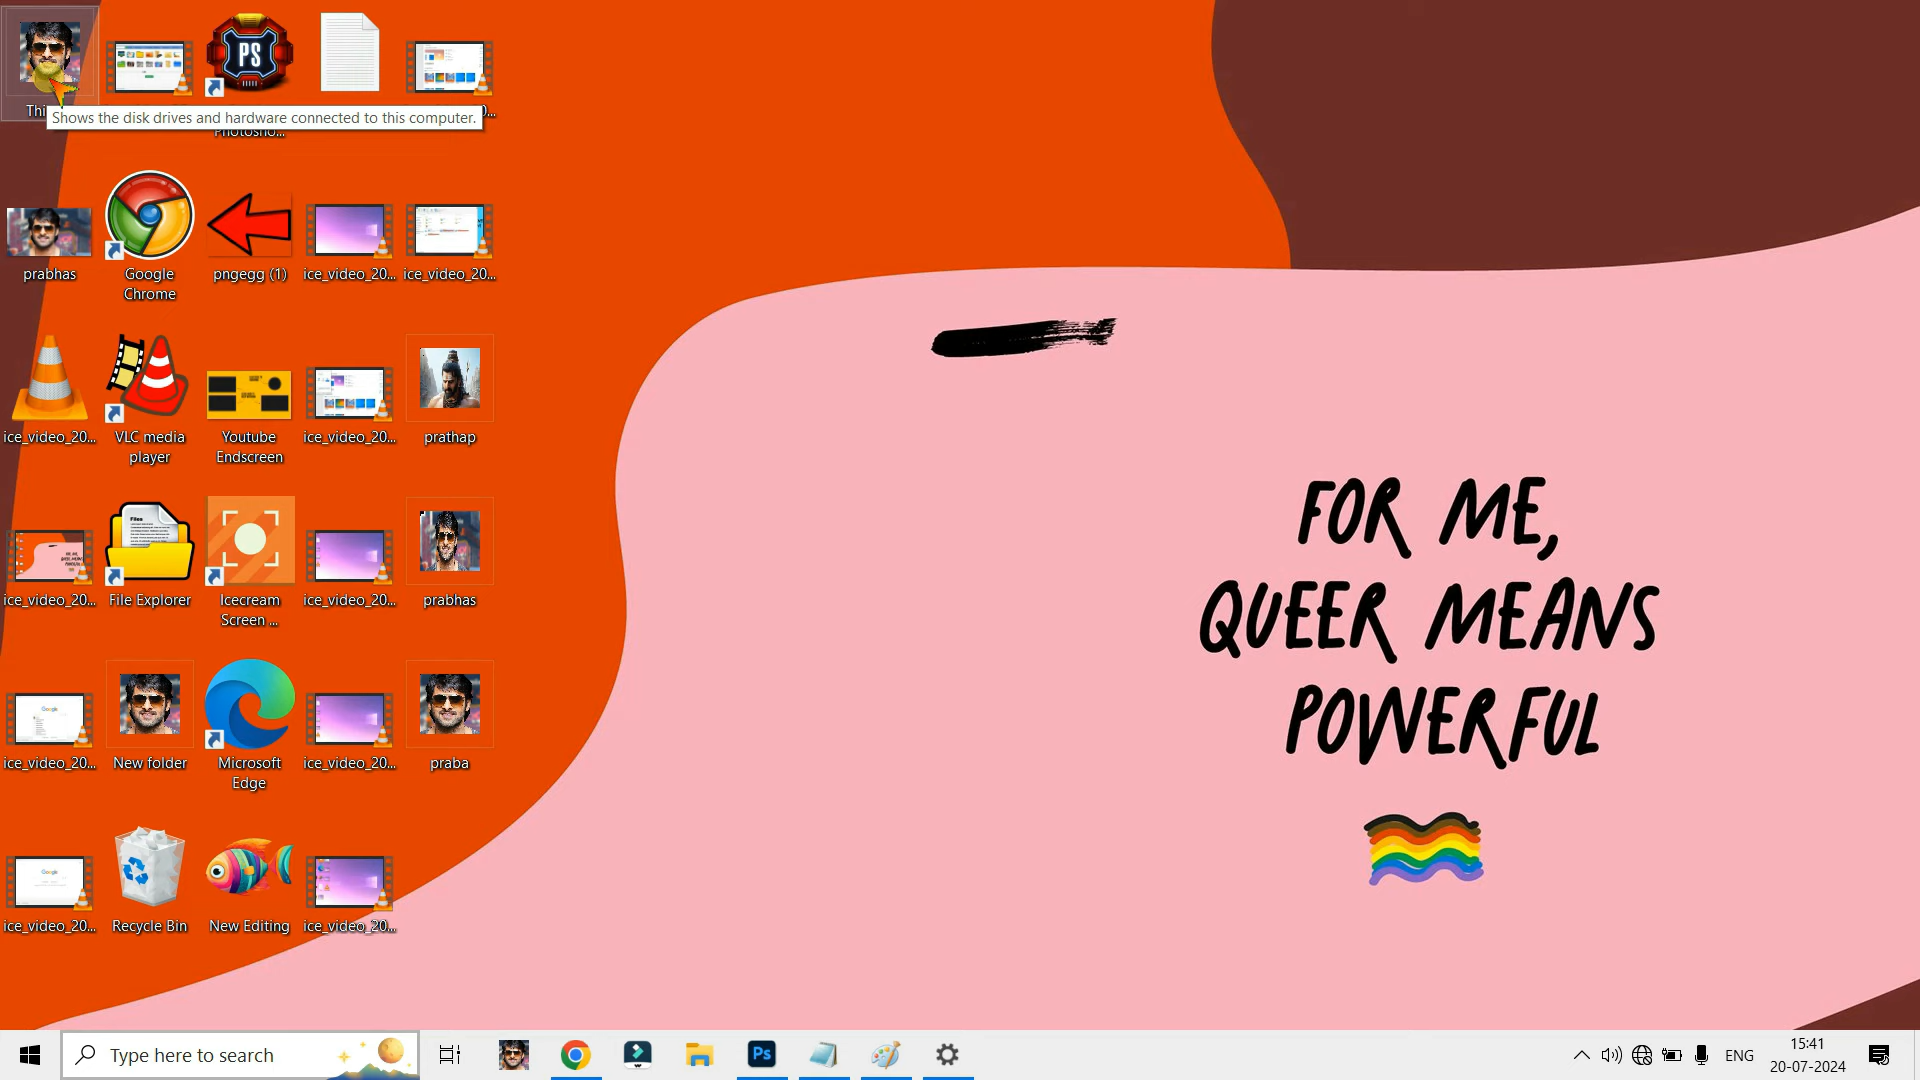 Thi
Shows the disk drives and hardware connected to this computer.
Photosho...
prabhas
Google
Chrome
pngegg (1)
ice_video_20...
ice_video_20...
ice_video_20...
VLC media
player
Youtube
Endscreen
ice_video_20...
prathap
ice_video_20...
File Explorer
Icecream
Screen ...
ice_video_20...
prabhas
ice_video_20...
New folder
Microsoft
Edge
ice_video_20...
praba
ice_video_20...
Recycle Bin
New Editing
ice_video_20...
PS
FOR ME,
QUEER MEANS
POWERFUL
Type here to search
Ps
ENG
15:41
20-07-2024